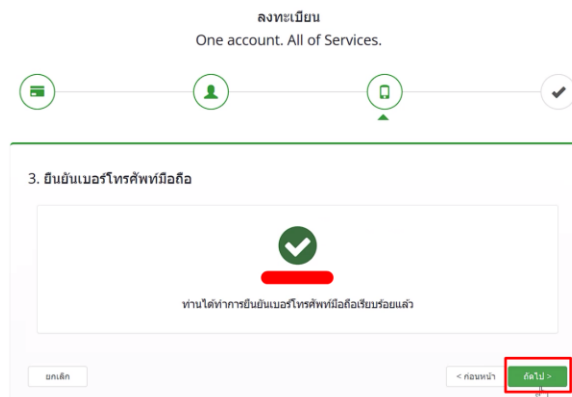 ลงทะเบียน
One account. All of Services.
3. ยืนยันเบอร์โทรศัพท์มือถือ
ท่านได้ทำการยืนยันเบอร์โทรศัพท์มือถือเรียบร้อยแล้ว
ยกเลิก
< ก่อนหน้า
ถัดไป >